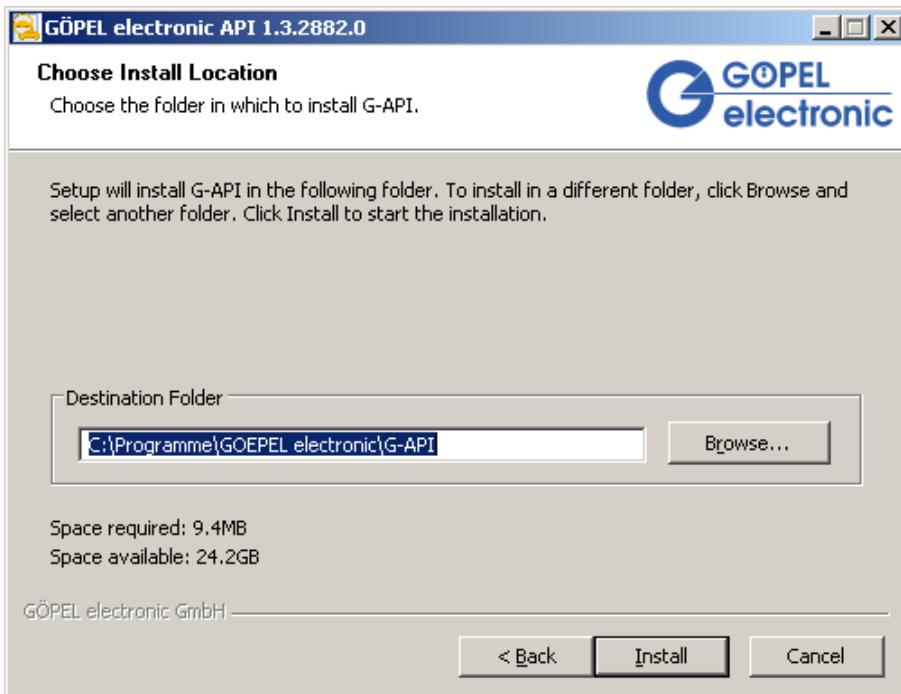 GÖPEL electronic API 1.3.2882.0
Choose Install Location
Choose the folder in which to install G-API.
GÖPEL
electronic
Setup will install G-API in the following folder. To install in a different folder, click Browse and
select another folder. Click Install to start the installation.
Destination Folder
C:\Programme\GOEPEL electronic\G-API
Browse...
Space required: 9.4MB
Space available: 24.2GB
GÖPEL electronic GmbH
< Back
Install
Cancel